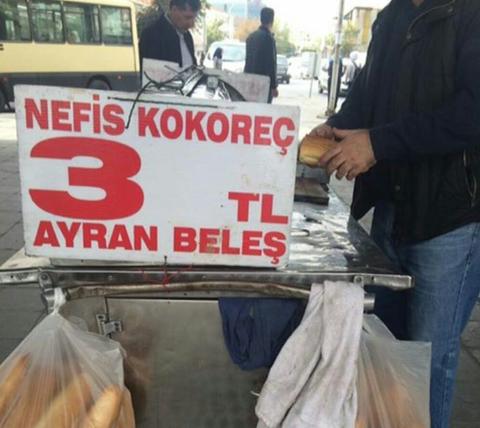 NEFİS KOKOREÇ
3 TL
AYRAN BELEŞ